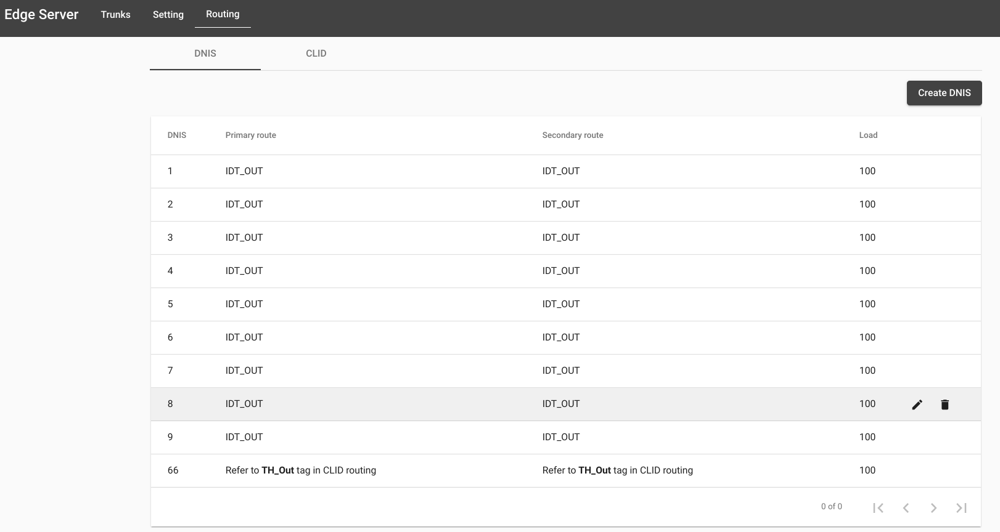 Edge Server Trunks Setting Routing
DNIS CLID
Create DNIS
DNIS Primary route Secondary route Load
1 IDT_OUT IDT_OUT 100
2 IDT_OUT IDT_OUT 100
3 IDT_OUT IDT_OUT 100
4 IDT_OUT IDT_OUT 100
5 IDT_OUT IDT_OUT 100
6 IDT_OUT IDT_OUT 100
7 IDT_OUT IDT_OUT 100
8 IDT_OUT IDT_OUT 100
9 IDT_OUT IDT_OUT 100
66 Refer to TH_Out tag in CLID routing Refer to TH_Out tag in CLID routing 100
0 of 0